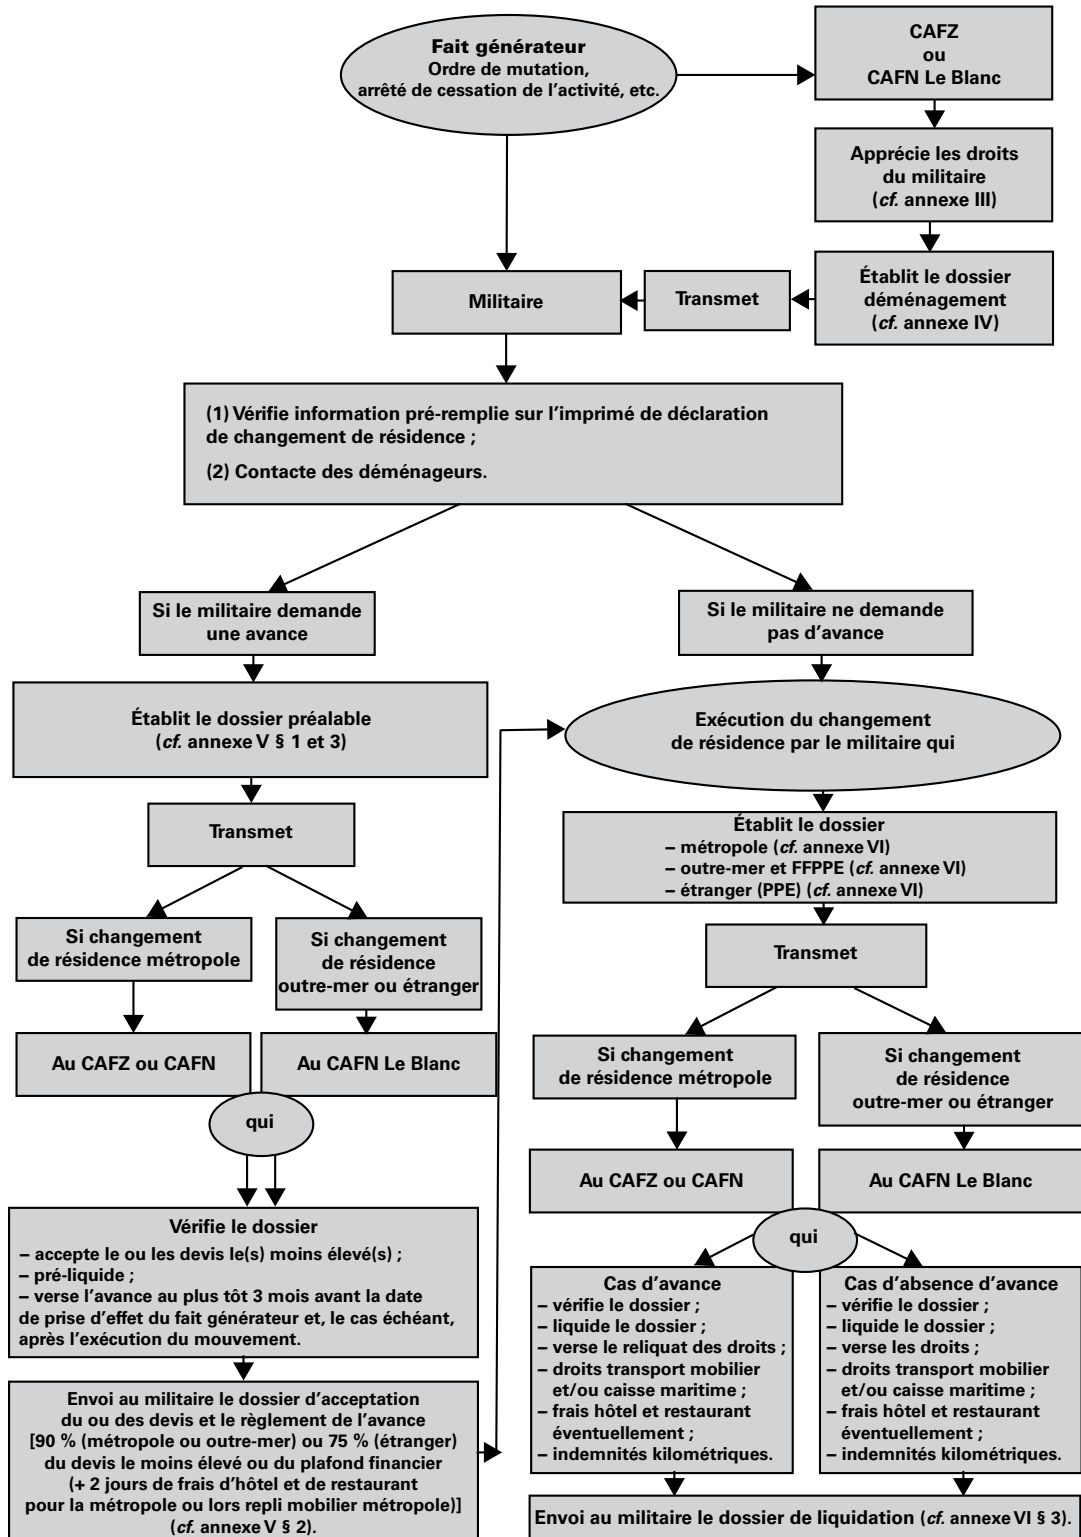 Fait générateur
Ordre de mutation,
arrêté de cessation de l'activité, etc.
CAFZ
ou
CAFN Le Blanc
Apprécie les droits
du militaire
(cf. annexe III)
Établit le dossier
déménagement
(cf. annexe IV)
Transmet
Militaire
(1) Vérifie information pré-remplie sur l'imprimé de déclaration
de changement de résidence ;
(2) Contacte des déménageurs.
Si le militaire demande
une avance
Si le militaire ne demande
pas d'avance
Établit le dossier préalable
(cf. annexe V § 1 et 3)
Transmet
Si changement
de résidence métropole
Si changement
de résidence
outre-mer ou étranger
Au CAFZ ou CAFN
Au CAFN Le Blanc
qui
Vérifie le dossier
– accepte le ou les devis le(s) moins élevé(s) ;
– pré-liquide ;
– verse l'avance au plus tôt 3 mois avant la date
de prise d'effet du fait générateur et, le cas échéant,
après l'exécution du mouvement.
Envoi au militaire le dossier d'acceptation
du ou des devis et le règlement de l'avance
[90 % (métropole ou outre-mer) ou 75 % (étranger)
du devis le moins élevé ou du plafond financier
(+ 2 jours de frais d'hôtel et de restaurant
pour la métropole ou lors repli mobilier métropole)]
(cf. annexe V § 2).
Exécution du changement
de résidence par le militaire qui
Établit le dossier
– métropole (cf. annexe VI)
– outre-mer et FFPPE (cf. annexe VI)
– étranger (PPE) (cf. annexe VI)
Transmet
Si changement
de résidence métropole
Si changement
de résidence
outre-mer ou étranger
Au CAFZ ou CAFN
Au CAFN Le Blanc
qui
Cas d'avance
– vérifie le dossier ;
– liquide le dossier ;
– verse le reliquat des droits ;
– droits transport mobilier
et/ou caisse maritime ;
– frais hôtel et restaurant
éventuellement ;
– indemnités kilométriques.
Cas d'absence d'avance
– vérifie le dossier ;
– liquide le dossier ;
– verse les droits ;
– droits transport mobilier
et/ou caisse maritime ;
– frais hôtel et restaurant
éventuellement ;
– indemnités kilométriques.
Envoi au militaire le dossier de liquidation (cf. annexe VI § 3).